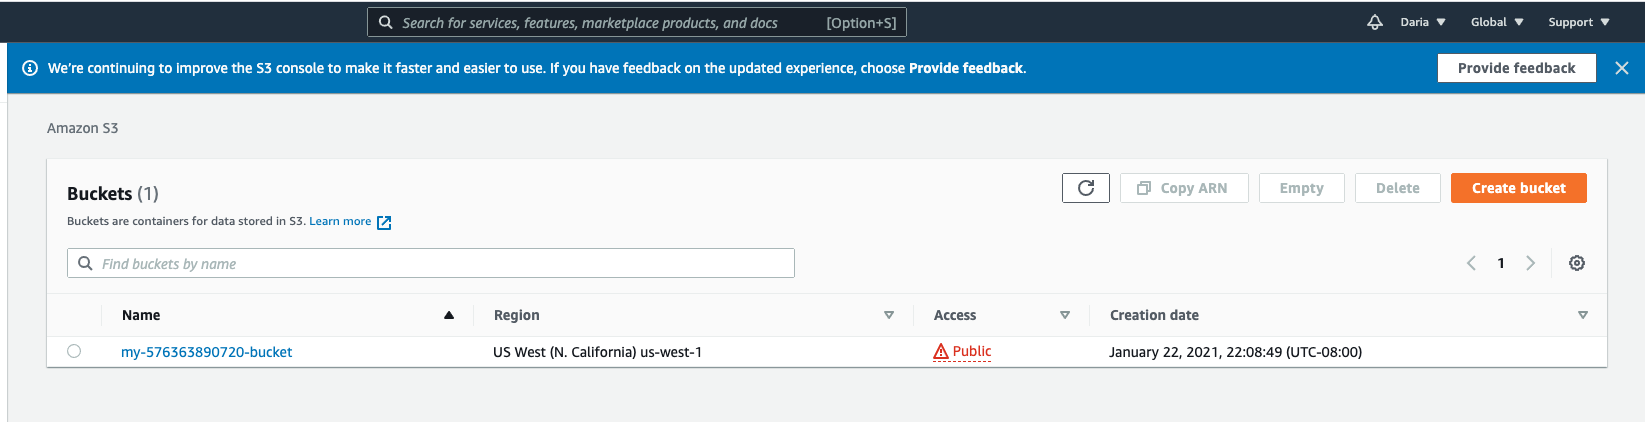 Search for services, features, marketplace products, and docs [Option+S] Daria Global Support
We're continuing to improve the S3 console to make it faster and easier to use. If you have feedback on the updated experience, choose Provide feedback. Provide feedback
Amazon S3
Buckets (1) Copy ARN Empty Delete Create bucket
Buckets are containers for data stored in S3. Learn more
Find buckets by name 1
Name Region Access Creation date
my-576363890720-bucket US West (N. California) us-west-1 Public January 22, 2021, 22:08:49 (UTC-08:00)